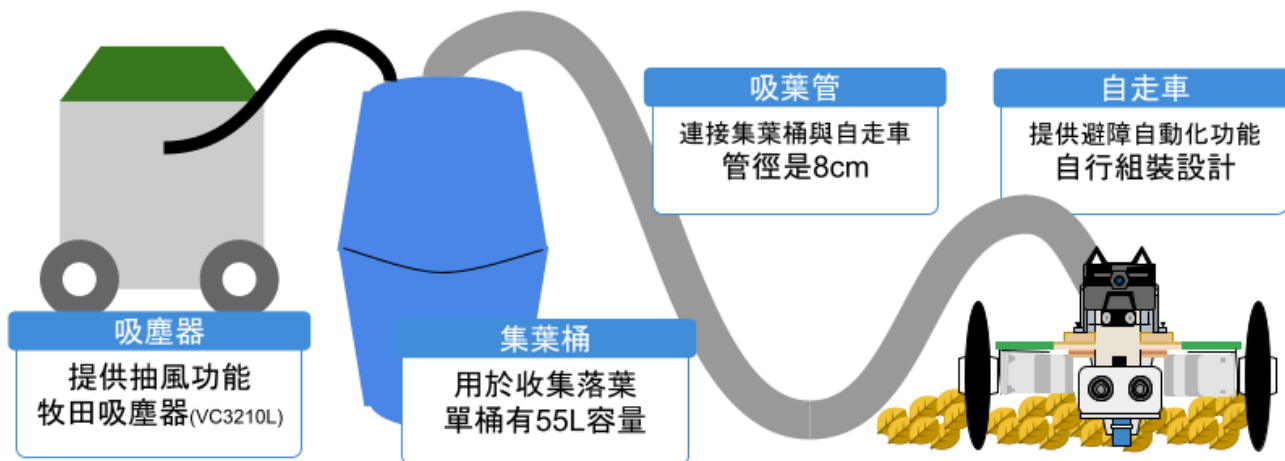 吸塵器
提供抽風功能
牧田吸塵器(VC3210L)
集葉桶
用於收集落葉
單桶有55L容量
吸葉管
連接集葉桶與自走車
管徑是8cm
自走車
提供避障自動化功能
自行組裝設計